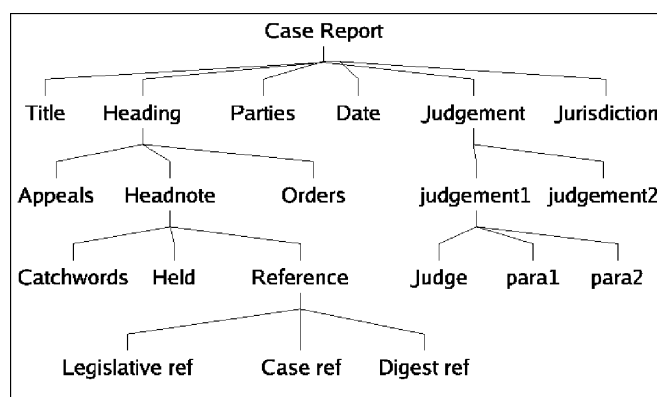 Case Report
Title Heading Parties Date Judgement Jurisdiction
Appeals Headnote Orders judgement1 judgement2
Catchwords Held Reference Judge para1 para2
Legislative ref Case ref Digest ref